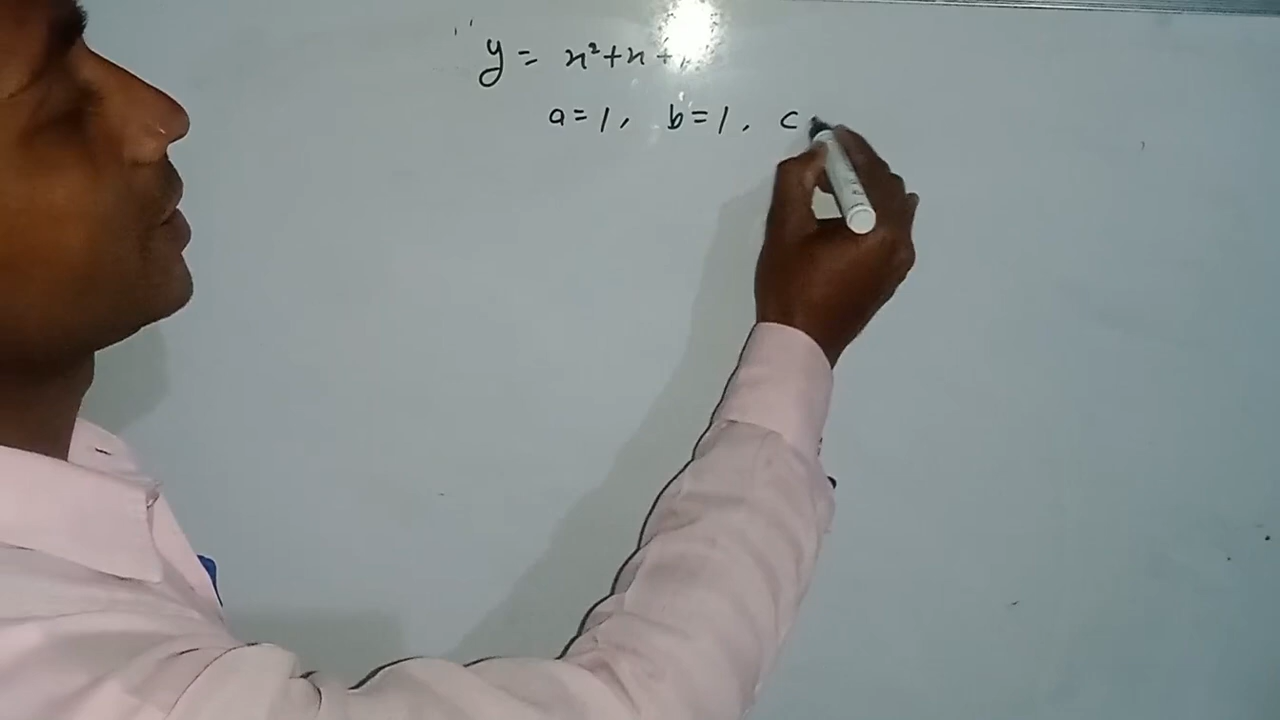 y = x²+x +
a=1, b=1, c